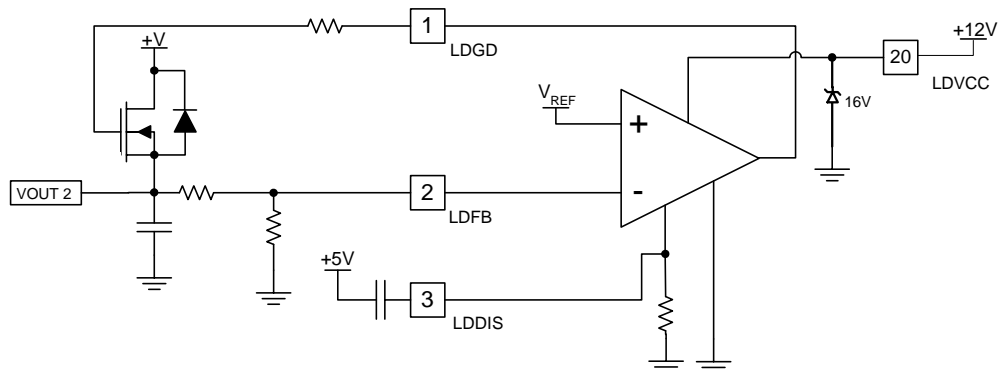 1
LDGD
+V
+12V
20
LDVCC
16V
VREF
+
-
VOUT 2
2
LDFB
+5V
3
LDDIS